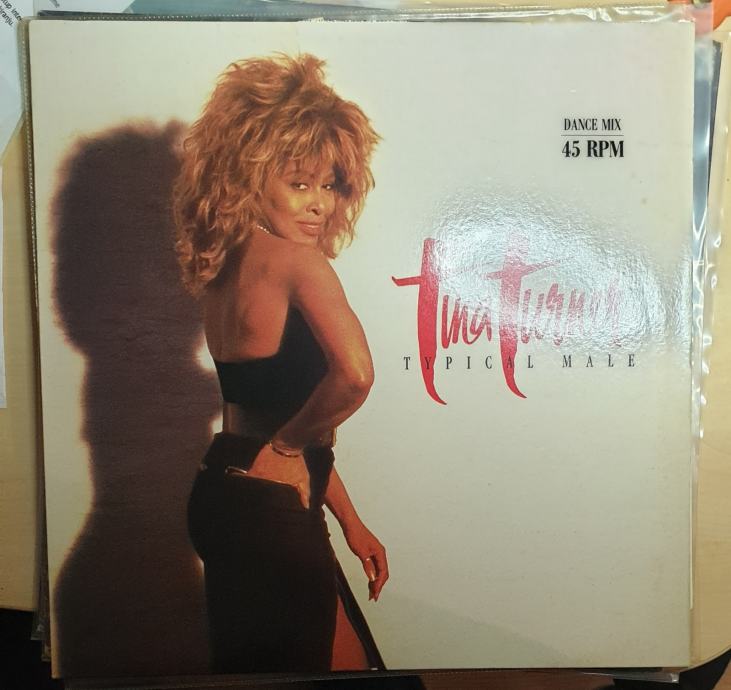 DANCE MIX
45 RPM
tina turner
TYPICAL MALE